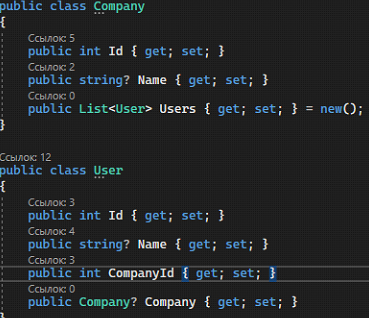 public class Company
{
Ссылок: 5
public int Id { get; set; }
Ссылок: 2
public string? Name { get; set; }
Ссылок: 0
public List<User> Users { get; set; } = new();
}
Ссылок: 12
public class User
{
Ссылок: 3
public int Id { get; set; }
Ссылок: 4
public string? Name { get; set; }
Ссылок: 3
public int CompanyId { get; set; }
Ссылок: 0
public Company? Company { get; set; }
}